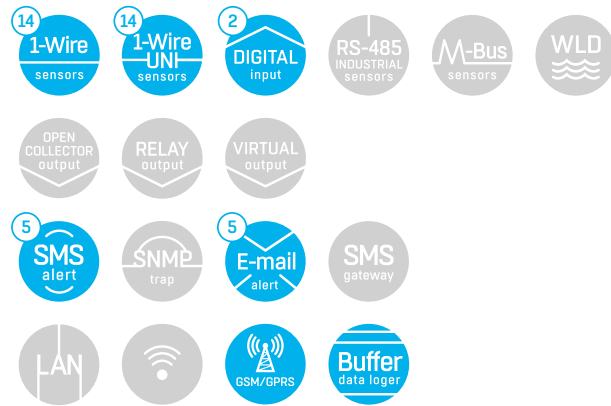 14
1-Wire
sensors
14
1-Wire
UNI
sensors
2
DIGITAL
input
RS-485
INDUSTRIAL
sensors
M-Bus
sensors
WLD
OPEN
COLLECTOR
output
RELAY
output
VIRTUAL
output
5
SMS
alert
SNMP
trap
5
E-mail
alert
SMS
gateway
LAN
GSM/GPRS
Buffer
data loger